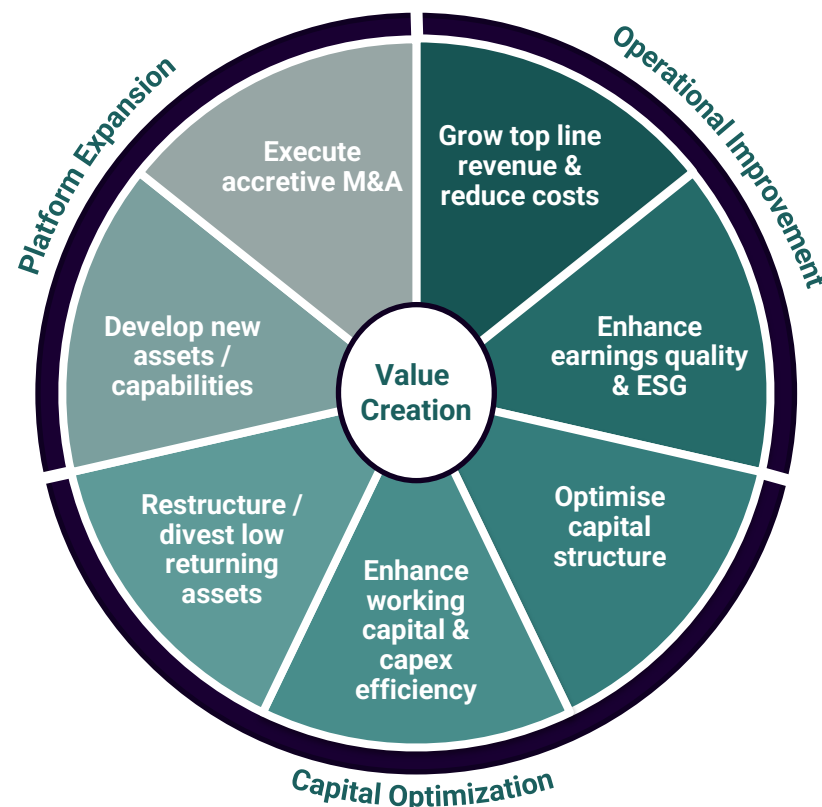 Platform Expansion
Operational Improvement
Execute
accretive M&A
Grow top line
revenue &
reduce costs
Develop new
assets /
capabilities
Value
Creation
Enhance
earnings quality
& ESG
Restructure /
divest low
returning
assets
Enhance
working
capital &
capex
efficiency
Optimise
capital
structure
Capital Optimization